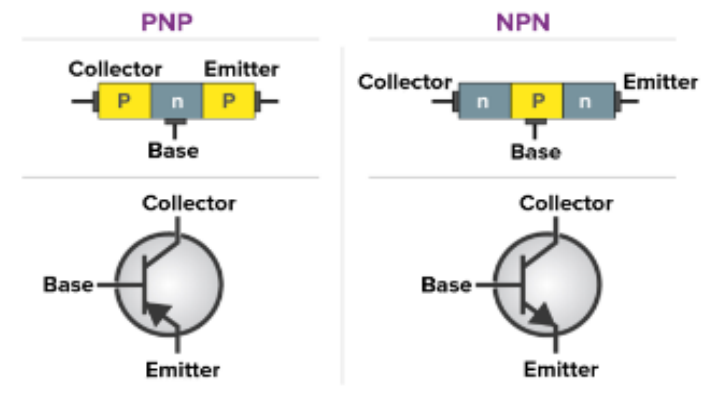 PNP
Collector Emitter
P n P
Base
Collector
Base
Emitter
NPN
Collector Emitter
n P n
Base
Collector
Base
Emitter